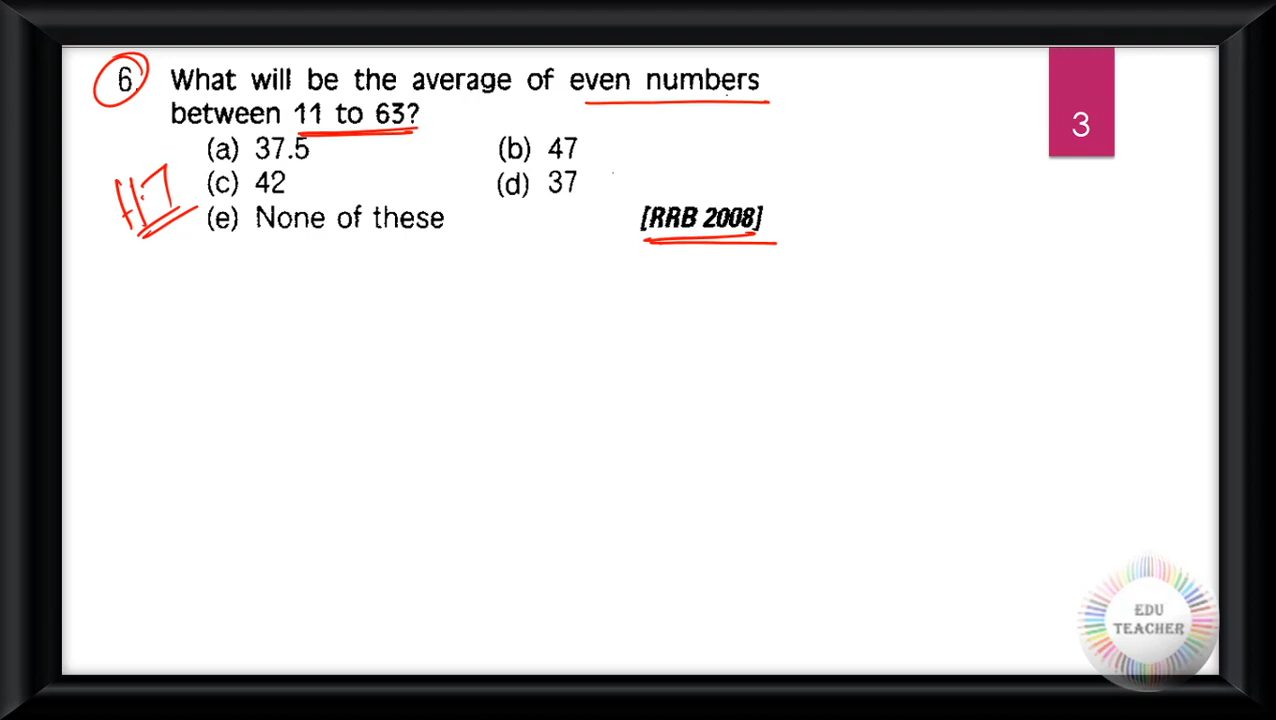 3
6. What will be the average of even numbers
between 11 to 63?
(a) 37.5 (b) 47
(c) 42 (d) 37
(e) None of these [RRB 2008]
EDU
TEACHER